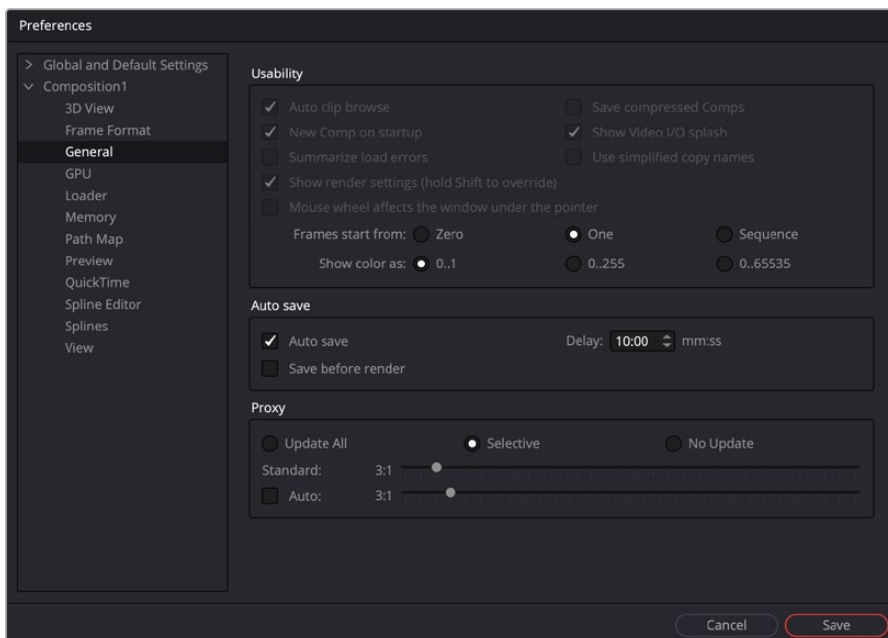 Preferences
Global and Default Settings
Composition1
3D View
Frame Format
General
GPU
Loader
Memory
Path Map
Preview
QuickTime
Spline Editor
Splines
View
Usability
Auto clip browse Save compressed Comps
New Comp on startup Show Video I/O splash
Summarize load errors Use simplified copy names
Show render settings (hold Shift to override)
Mouse wheel affects the window under the pointer
Frames start from: Zero One Sequence
Show color as: 0..1 0..255 0..65535
Auto save
Auto save Delay: 10:00 mm:ss
Save before render
Proxy
Update All Selective No Update
Standard: 3:1
Auto: 3:1
Cancel Save